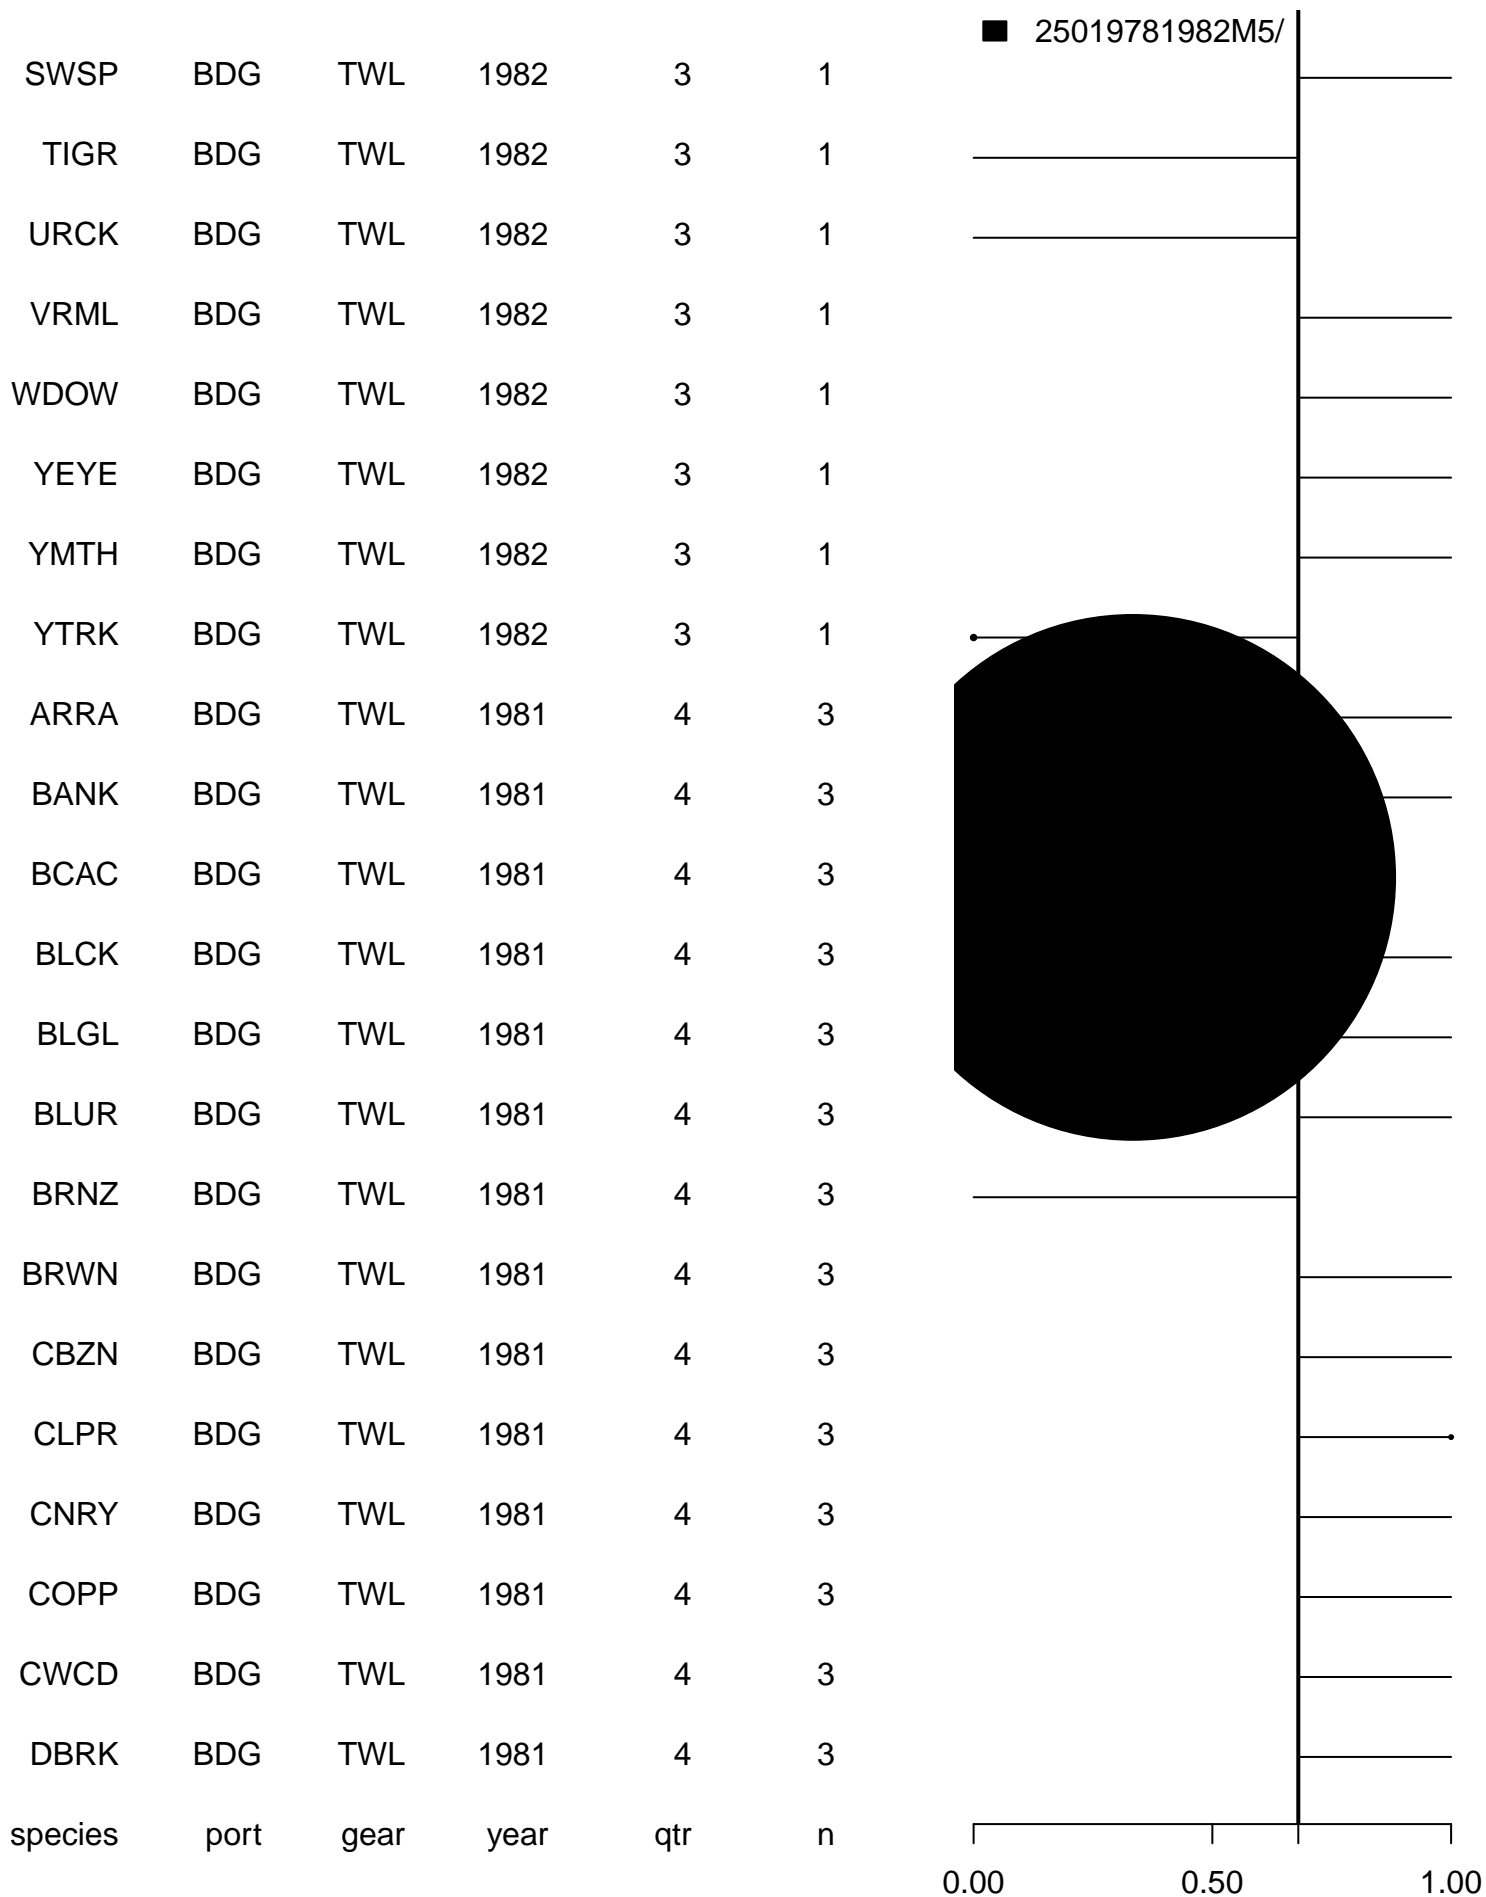 25019781982M5/
SWSP BDG TWL 1982 3 1
TIGR BDG TWL 1982 3 1
URCK BDG TWL 1982 3 1
VRML BDG TWL 1982 3 1
WDOW BDG TWL 1982 3 1
YEYE BDG TWL 1982 3 1
YMTH BDG TWL 1982 3 1
YTRK BDG TWL 1982 3 1
ARRA BDG TWL 1981 4 3
BANK BDG TWL 1981 4 3
BCAC BDG TWL 1981 4 3
BLCK BDG TWL 1981 4 3
BLGL BDG TWL 1981 4 3
BLUR BDG TWL 1981 4 3
BRNZ BDG TWL 1981 4 3
BRWN BDG TWL 1981 4 3
CBZN BDG TWL 1981 4 3
CLPR BDG TWL 1981 4 3
CNRY BDG TWL 1981 4 3
COPP BDG TWL 1981 4 3
CWCD BDG TWL 1981 4 3
DBRK BDG TWL 1981 4 3
species port gear year qtr n
0.00 0.50 1.00